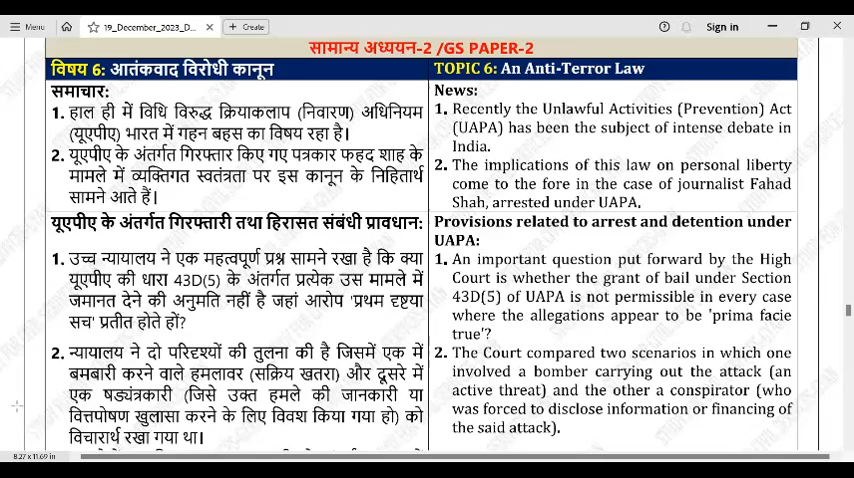 Menu
19_December_2023_D...
+ Create
Sign in
सामान्य अध्ययन-2 /GS PAPER-2
विषय 6: आतंकवाद विरोधी कानून
समाचार:
1. हाल ही में विधि विरुद्ध क्रियाकलाप (निवारण) अधिनियम
(यूएपीए) भारत में गहन बहस का विषय रहा है।
2. यूएपीए के अंतर्गत गिरफ्तार किए गए पत्रकार फहद शाह के
मामले में व्यक्तिगत स्वतंत्रता पर इस कानून के निहितार्थ
सामने आते हैं।
यूएपीए के अंतर्गत गिरफ्तारी तथा हिरासत संबंधी प्रावधान:
1. उच्च न्यायालय ने एक महत्वपूर्ण प्रश्न सामने रखा है कि क्या
यूएपीए की धारा 43D(5) के अंतर्गत प्रत्येक उस मामले में
जमानत देने की अनुमति नहीं है जहां आरोप 'प्रथम दृष्टया
सच' प्रतीत होते हों?
2. न्यायालय ने दो परिदृश्यों की तुलना की है जिसमें एक में
बमबारी करने वाले हमलावर (सक्रिय खतरा) और दूसरे में
एक षड्यंत्रकारी (जिसे उक्त हमले की जानकारी या
वित्तपोषण खुलासा करने के लिए विवश किया गया हो) को
विचारार्थ रखा गया था।
TOPIC 6: An Anti-Terror Law
News:
1. Recently the Unlawful Activities (Prevention) Act
(UAPA) has been the subject of intense debate in
India.
2. The implications of this law on personal liberty
come to the fore in the case of journalist Fahad
Shah, arrested under UAPA.
Provisions related to arrest and detention under
UAPA:
1. An important question put forward by the High
Court is whether the grant of bail under Section
43D(5) of UAPA is not permissible in every case
where the allegations appear to be 'prima facie
true'?
2. The Court compared two scenarios in which one
involved a bomber carrying out the attack (an
active threat) and the other a conspirator (who
was forced to disclose information or financing of
the said attack).
8.27 x 11.69 in